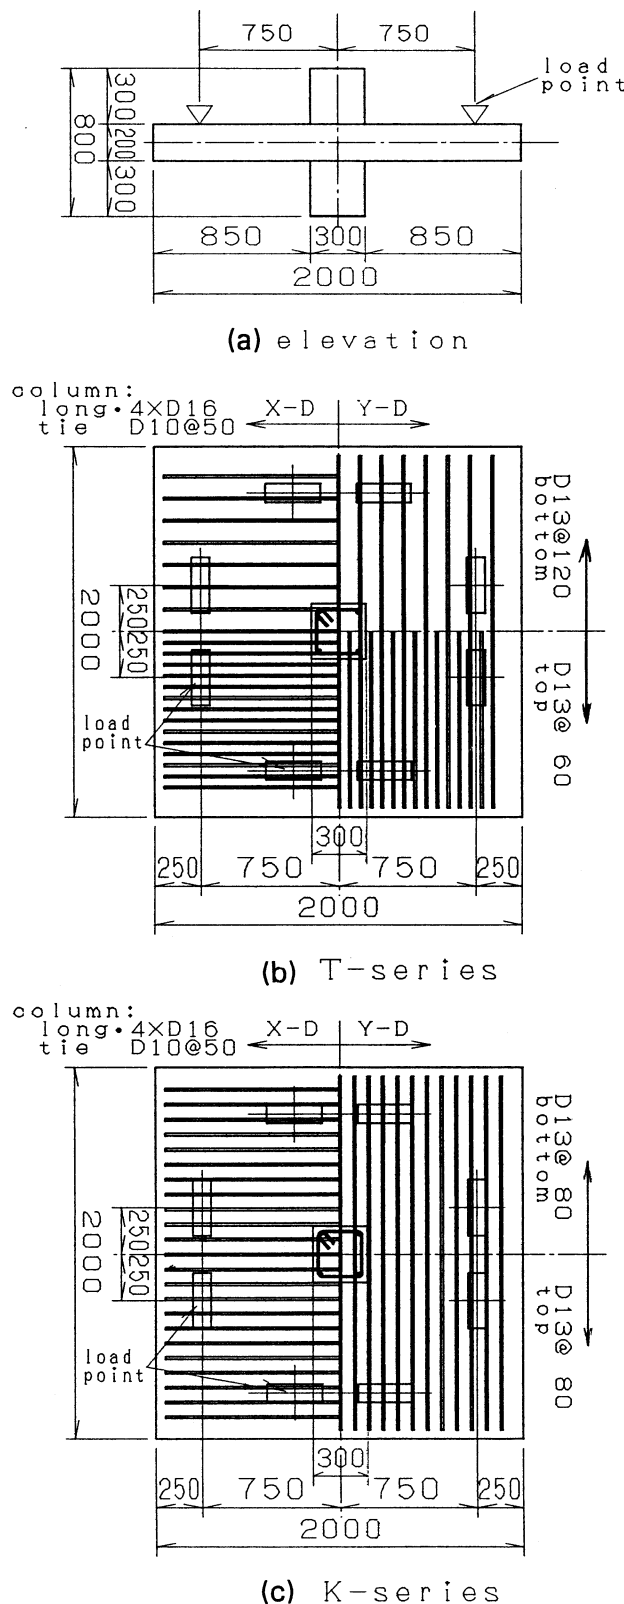 750 750
load
point
300
800
200
300
850 300 850
2000
(a) elevation
column:
long・4×D16
tie D10@50
X-D Y-D
D13@120
bottom
2000
250
250
D13@ 60
top
load
point
300
250 750 750 250
2000
(b) T-series
column:
long・4×D16
tie D10@50
X-D Y-D
D13@ 80
bottom
2000
250
250
D13@ 80
top
load
point
300
250 750 750 250
2000
(c) K-series